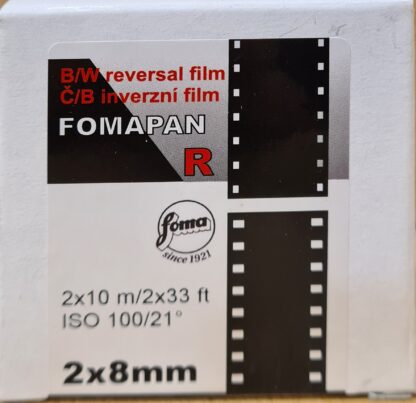 B/W reversal film
Č/B inverzní film
FOMAPAN
R
foma
since 1921
2x10 m/2x33 ft
ISO 100/21°
2x8mm